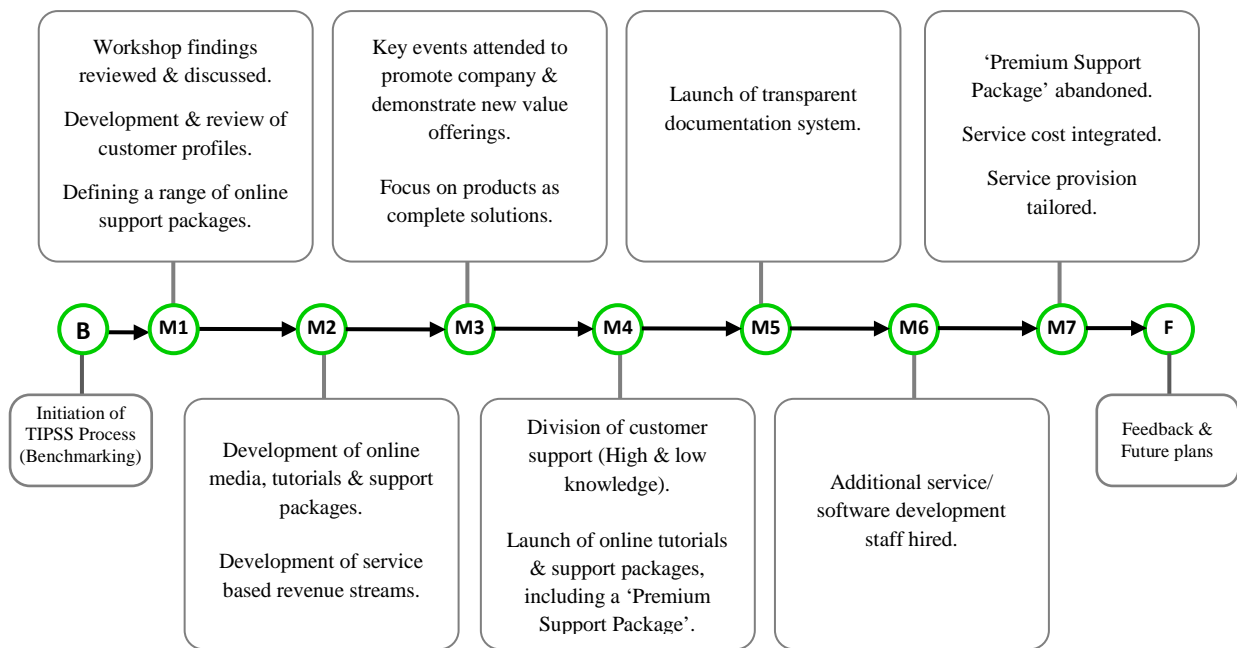 Workshop findings
reviewed & discussed.
Development & review of
customer profiles.
Defining a range of online
support packages.
Key events attended to
promote company &
demonstrate new value
offerings.
Focus on products as
complete solutions.
Launch of transparent
documentation system.
‘Premium Support
Package’ abandoned.
Service cost integrated.
Service provision
tailored.
B
M1
M2
M3
M4
M5
M6
M7
F
Initiation of
TIPSS Process
(Benchmarking)
Development of online
media, tutorials & support
packages.
Development of service
based revenue streams.
Division of customer
support (High & low
knowledge).
Launch of online tutorials
& support packages,
including a ‘Premium
Support Package’.
Additional service/
software development
staff hired.
Feedback &
Future plans